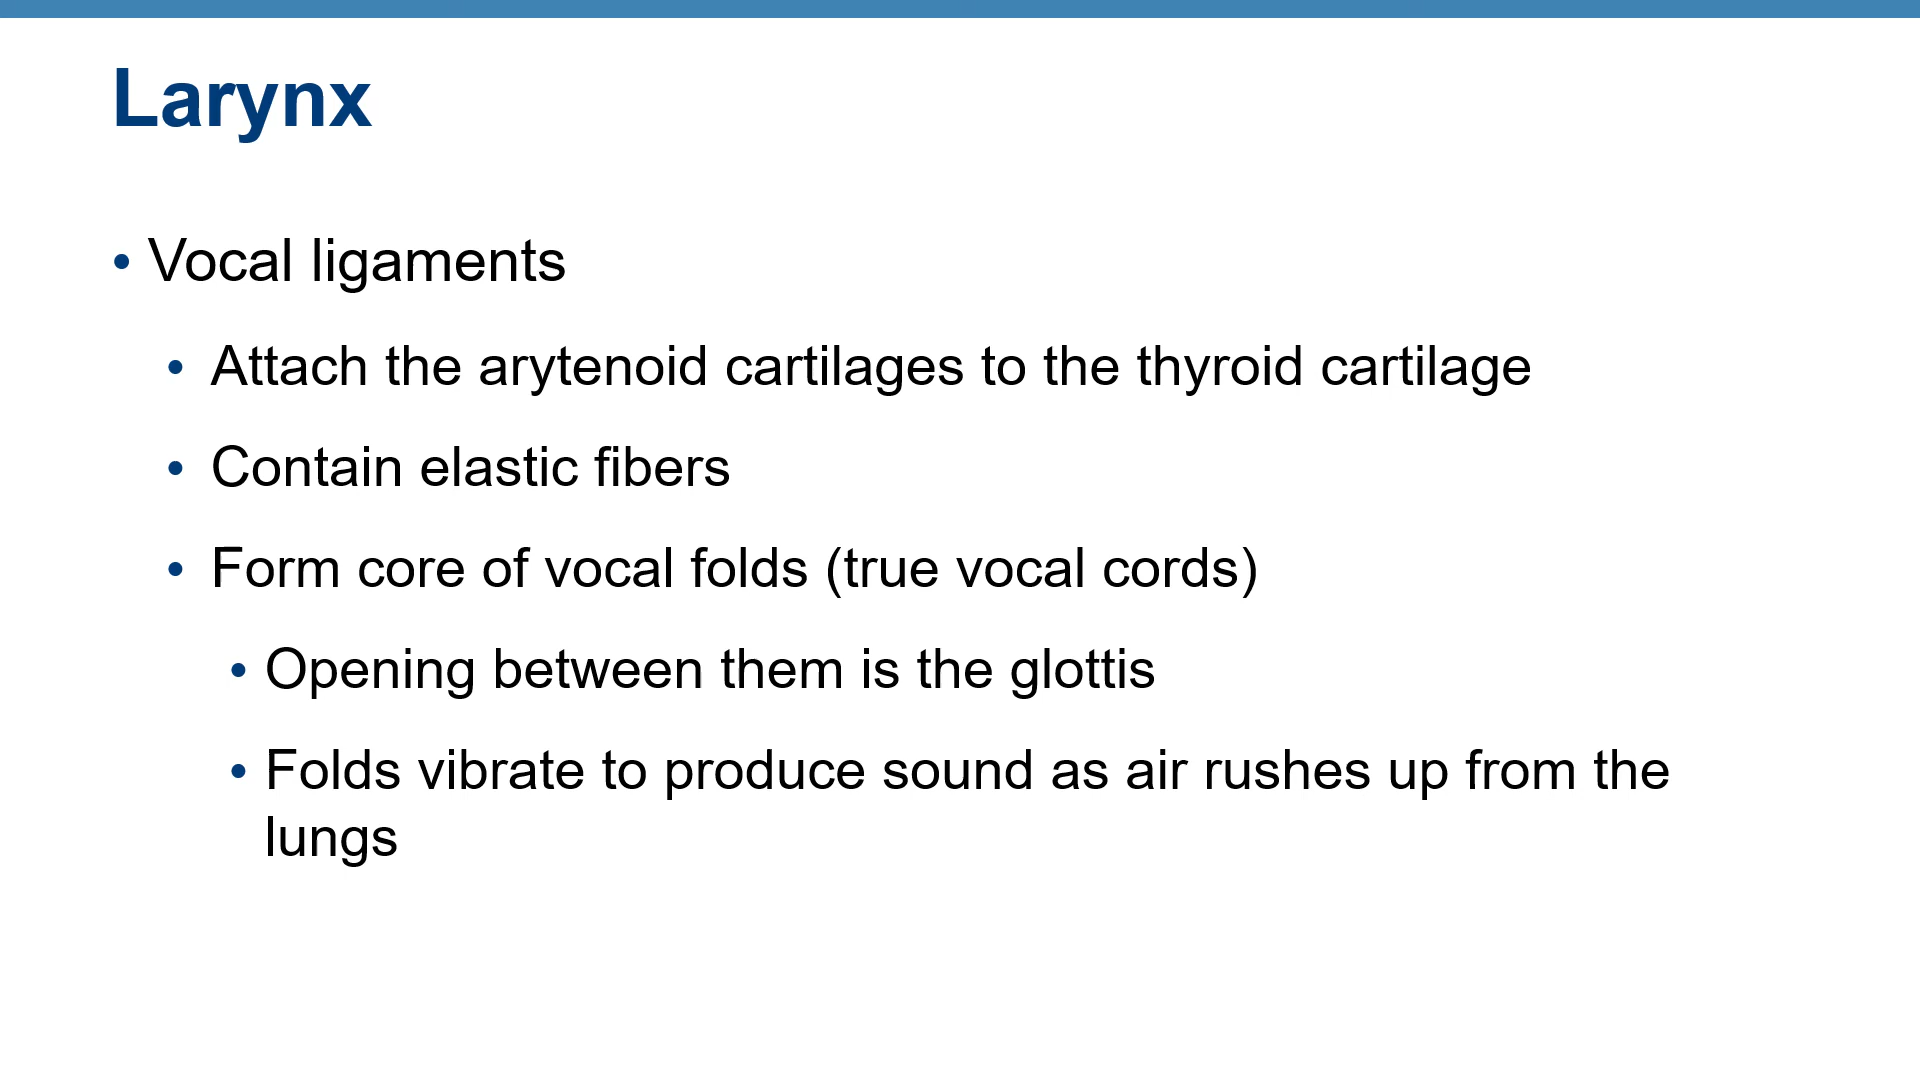 Larynx
• Vocal ligaments
• Attach the arytenoid cartilages to the thyroid cartilage
• Contain elastic fibers
• Form core of vocal folds (true vocal cords)
• Opening between them is the glottis
• Folds vibrate to produce sound as air rushes up from the
lungs